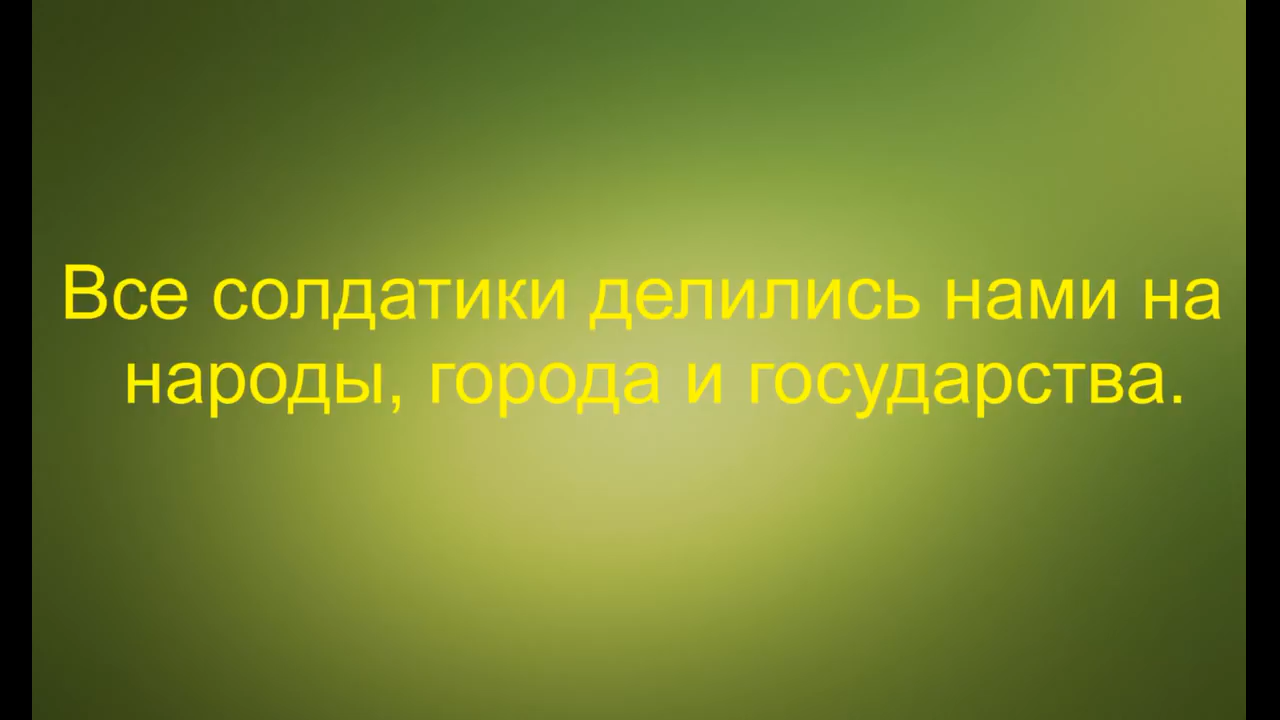 Все солдатики делились нами на
народы, города и государства.